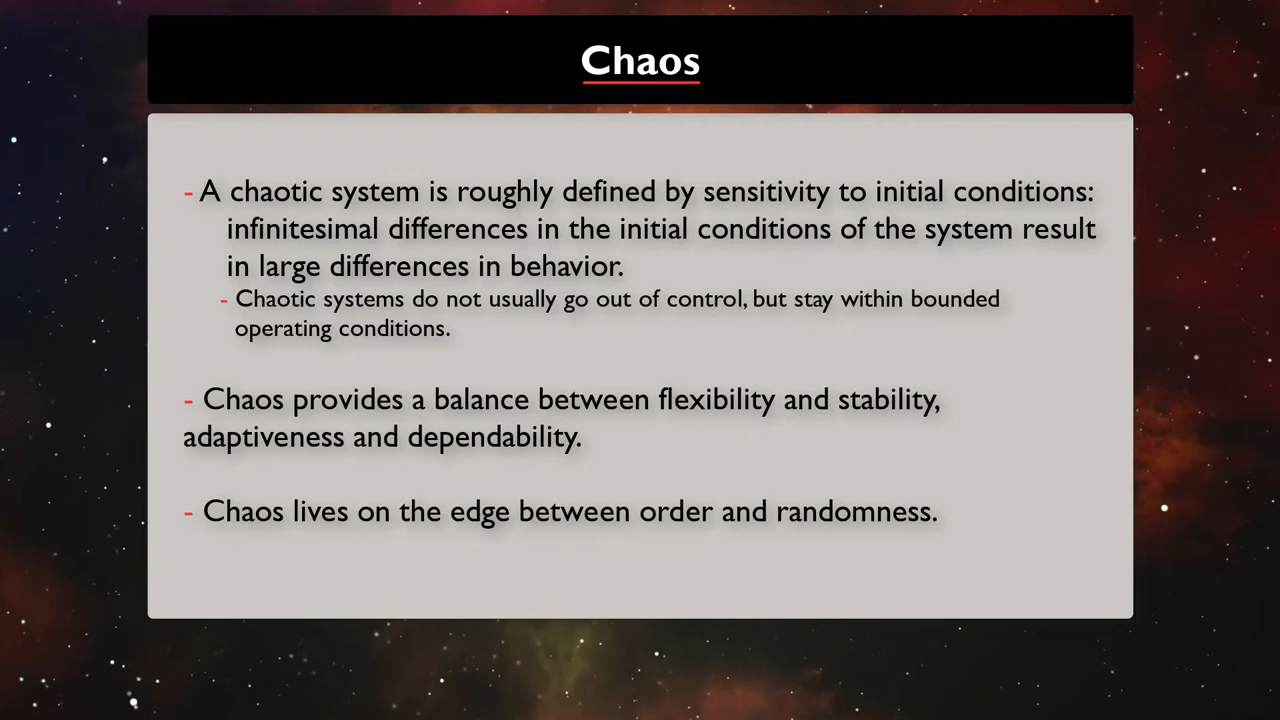 Chaos
- A chaotic system is roughly defined by sensitivity to initial conditions:
infinitesimal differences in the initial conditions of the system result
in large differences in behavior.
- Chaotic systems do not usually go out of control, but stay within bounded
operating conditions.
- Chaos provides a balance between flexibility and stability,
adaptiveness and dependability.
- Chaos lives on the edge between order and randomness.